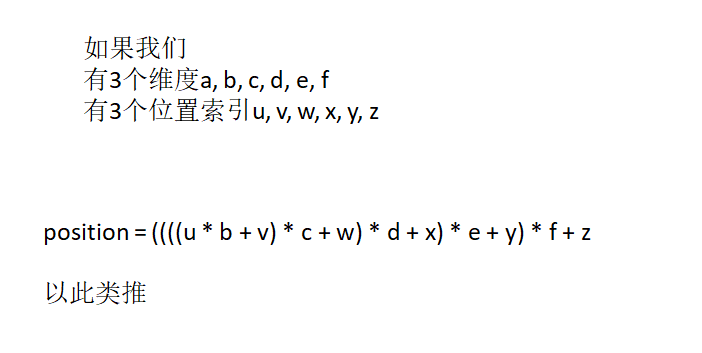 如果我们
有3个维度a, b, c, d, e, f
有3个位置索引u, v, w, x, y, z
position = ((((u * b + v) * c + w) * d + x) * e + y) * f + z
以此类推